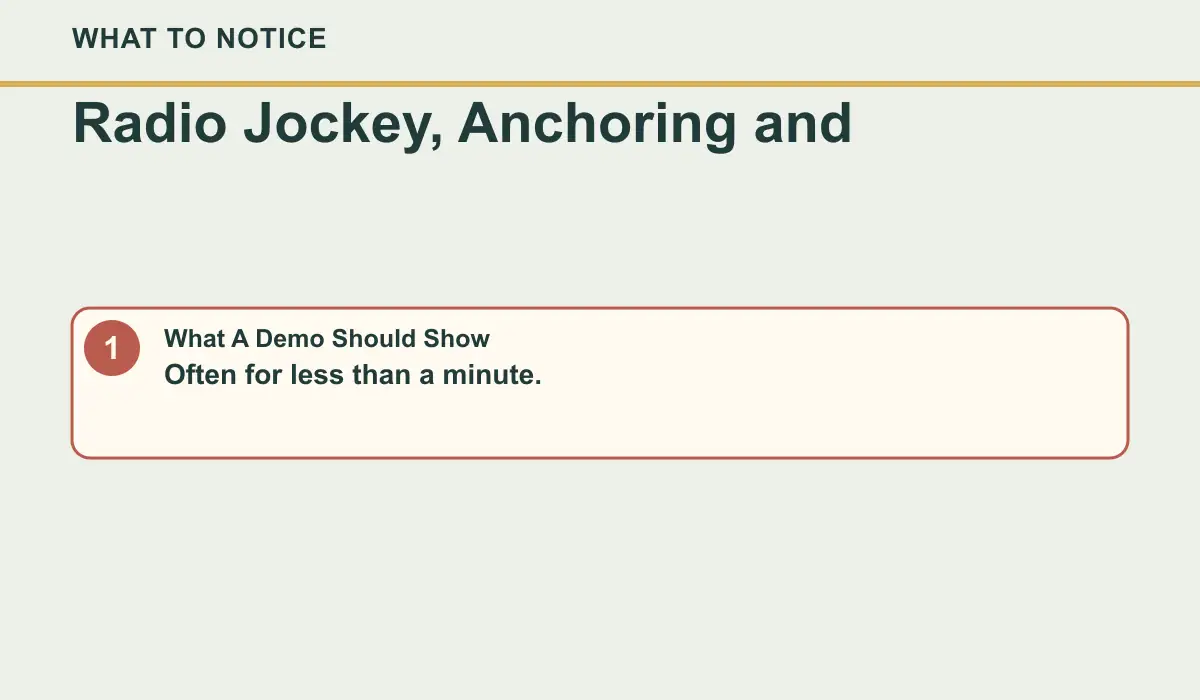 WHAT TO NOTICE
Radio Jockey, Anchoring and
1
What A Demo Should Show
Often for less than a minute.